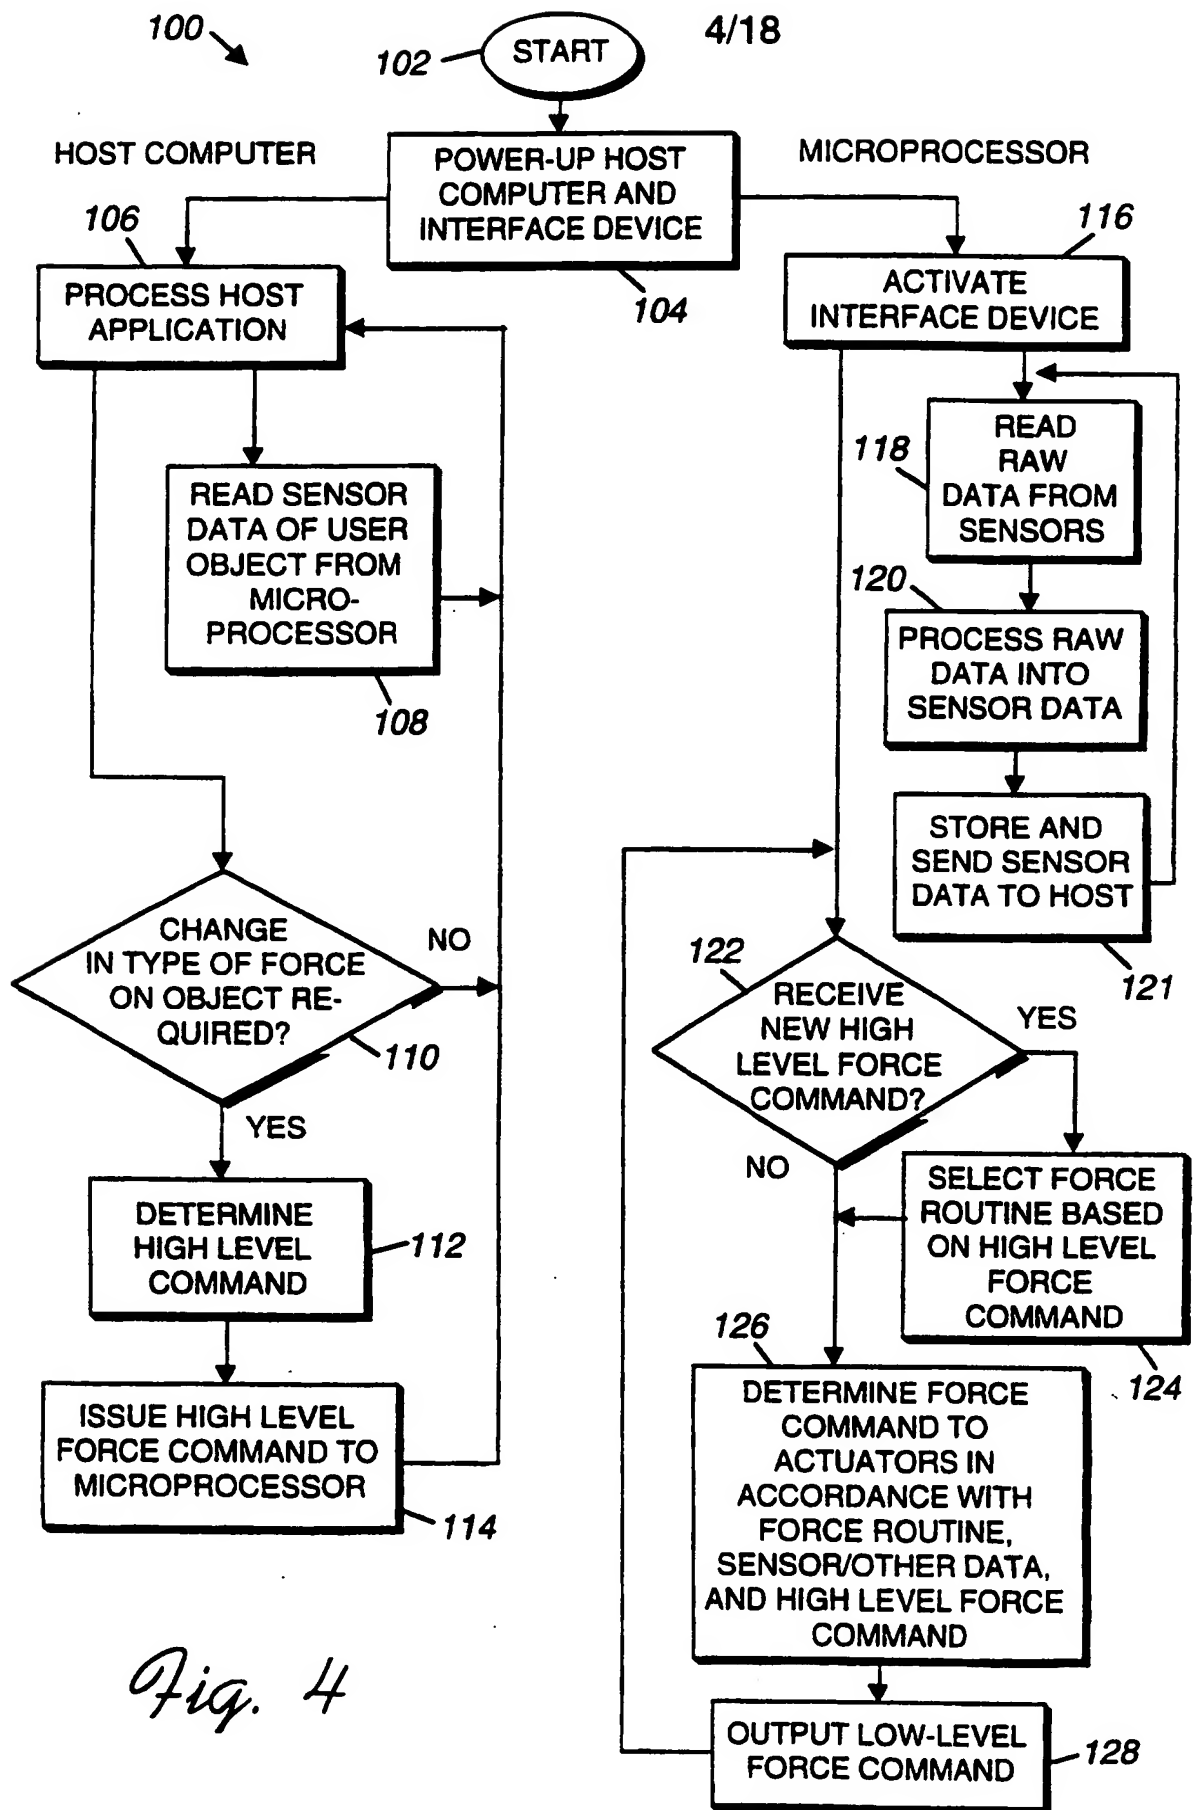 100
4/18
102
START
HOST COMPUTER
POWER-UP HOST
COMPUTER AND
INTERFACE DEVICE
104
MICROPROCESSOR
106
PROCESS HOST
APPLICATION
116
ACTIVATE
INTERFACE DEVICE
READ SENSOR
DATA OF USER
OBJECT FROM
MICRO-
PROCESSOR
108
118
READ
RAW
DATA FROM
SENSORS
120
PROCESS RAW
DATA INTO
SENSOR DATA
STORE AND
SEND SENSOR
DATA TO HOST
121
CHANGE
IN TYPE OF FORCE
ON OBJECT RE-
QUIRED?
NO
110
YES
122
RECEIVE
NEW HIGH
LEVEL FORCE
COMMAND?
YES
NO
DETERMINE
HIGH LEVEL
COMMAND
112
SELECT FORCE
ROUTINE BASED
ON HIGH LEVEL
FORCE
COMMAND
124
ISSUE HIGH LEVEL
FORCE COMMAND TO
MICROPROCESSOR
114
126
DETERMINE FORCE
COMMAND TO
ACTUATORS IN
ACCORDANCE WITH
FORCE ROUTINE,
SENSOR/OTHER DATA,
AND HIGH LEVEL FORCE
COMMAND
OUTPUT LOW-LEVEL
FORCE COMMAND
128
Fig. 4